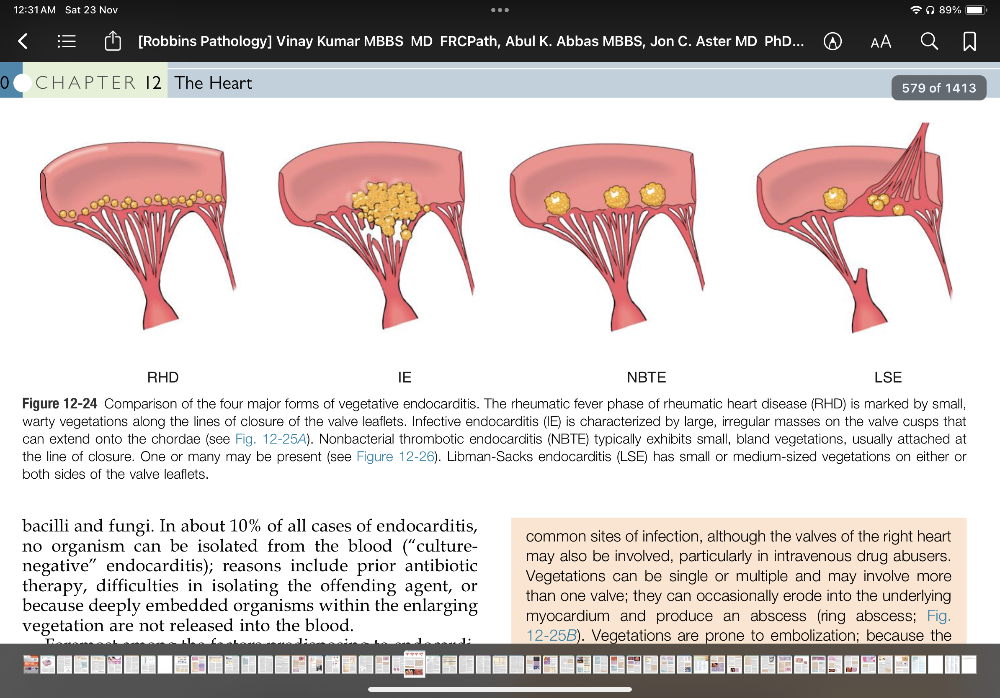 12:31 AM Sat 23 Nov
89%
[Robbins Pathology] Vinay Kumar MBBS MD FRCPath, Abul K. Abbas MBBS, Jon C. Aster MD PhD...
AA
0 CHAPTER 12 The Heart
579 of 1413
RHD IE NBTE LSE
Figure 12-24 Comparison of the four major forms of vegetative endocarditis. The rheumatic fever phase of rheumatic heart disease (RHD) is marked by small,
warty vegetations along the lines of closure of the valve leaflets. Infective endocarditis (IE) is characterized by large, irregular masses on the valve cusps that
can extend onto the chordae (see Fig. 12-25A). Nonbacterial thrombotic endocarditis (NBTE) typically exhibits small, bland vegetations, usually attached at
the line of closure. One or many may be present (see Figure 12-26). Libman-Sacks endocarditis (LSE) has small or medium-sized vegetations on either or
both sides of the valve leaflets.
bacilli and fungi. In about 10% of all cases of endocarditis,
no organism can be isolated from the blood (“culture-
negative” endocarditis); reasons include prior antibiotic
therapy, difficulties in isolating the offending agent, or
because deeply embedded organisms within the enlarging
vegetation are not released into the blood.
Foremost among the factors predisposing to endocardi-
common sites of infection, although the valves of the right heart
may also be involved, particularly in intravenous drug abusers.
Vegetations can be single or multiple and may involve more
than one valve; they can occasionally erode into the underlying
myocardium and produce an abscess (ring abscess; Fig.
12-25B). Vegetations are prone to embolization; because the